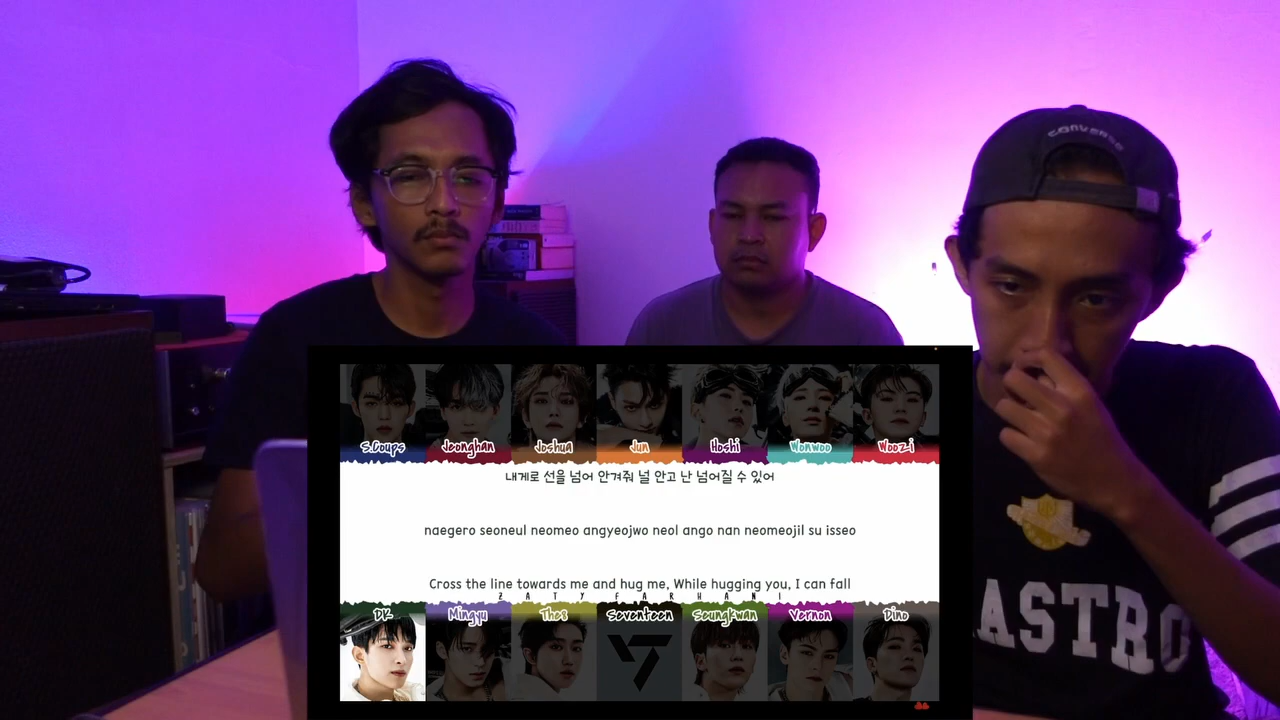 CONVERSE
S.Coups
Jeonghan
Joshua
Jun
Hoshi
Wonwoo
Woozi
내게로 선을 넘어 안겨줘 널 안고 난 넘어질 수 있어
naegero seoneul neomeo angyeojwo neol ango nan neomeojil su isseo
Cross the line towards me and hug me, While hugging you, I can fall
ZATY FARHANI
DK
Mingyu
The8
Seventeen
Seungkwan
Vernon
Dino
ASTRO